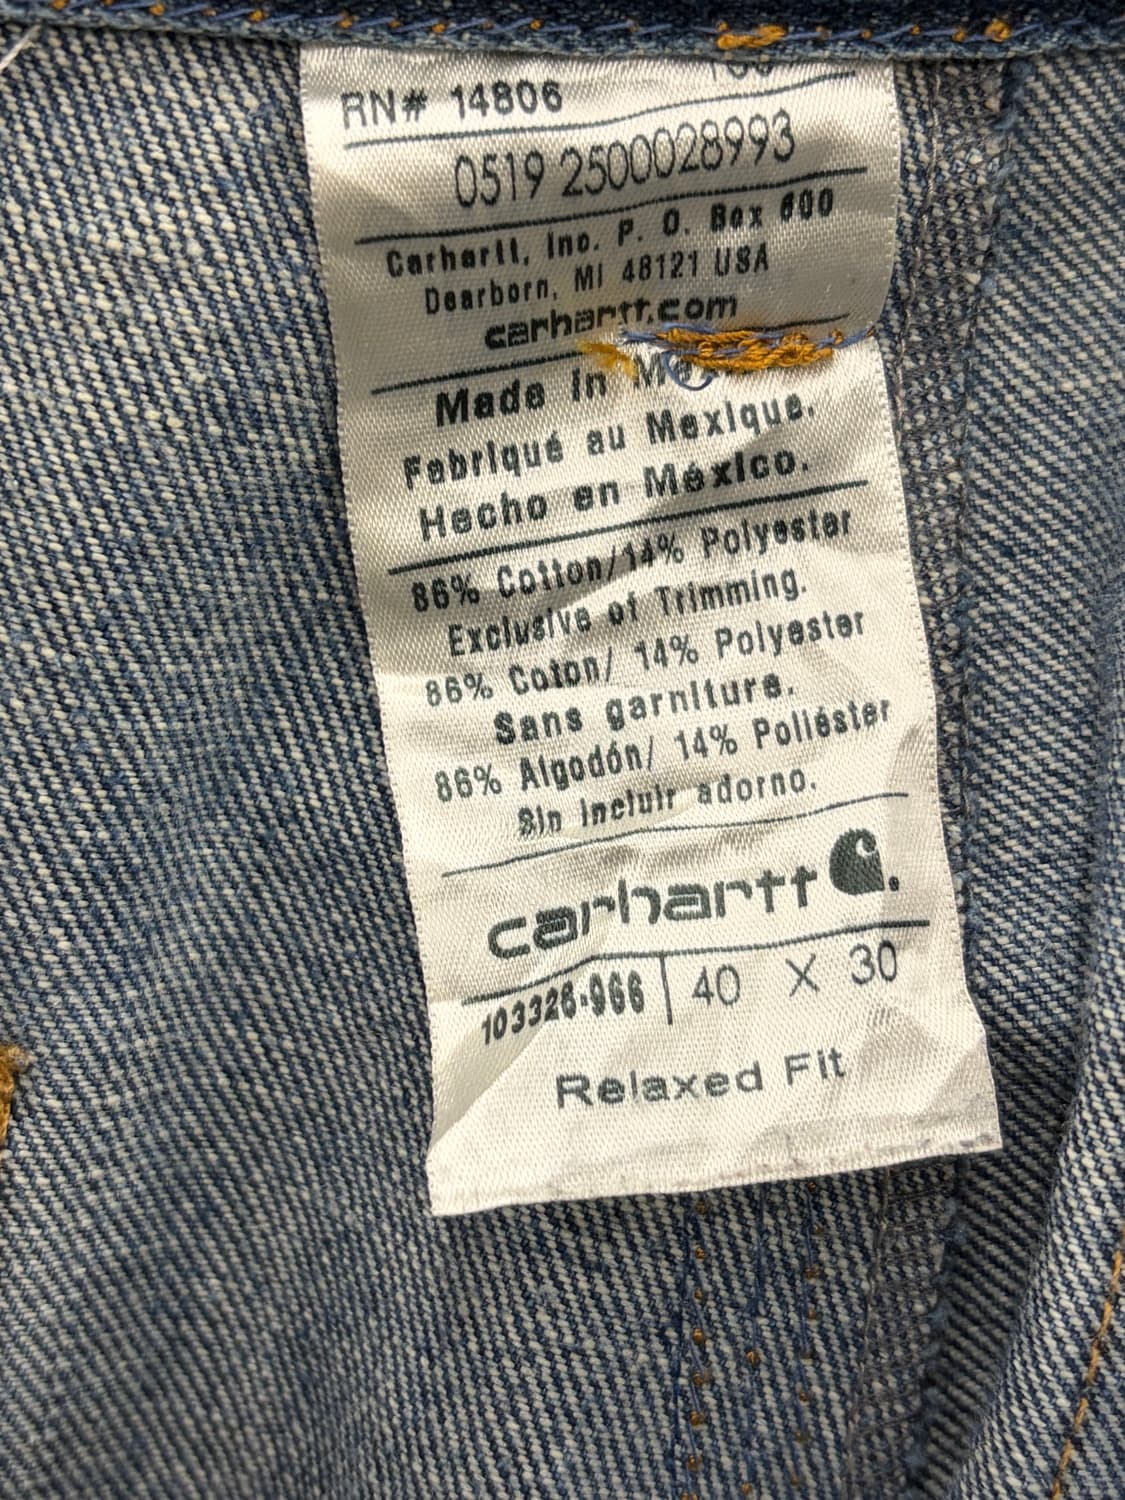 RN# 14806
0519 2500028993
Carhartt, Inc. P. O. Box 600
Dearborn, MI 48121 USA
carhartt.com
Made in
Fabriqué au Mexique.
Hecho en México.
86% Cotton/14% Polyester
Exclusive of Trimming.
86% Coton/ 14% Polyester
Sans garniture.
86% Algodón/ 14% Poliéster
Sin incluir adorno.
carhartt
103326-966 | 40 X 30
Relaxed Fit